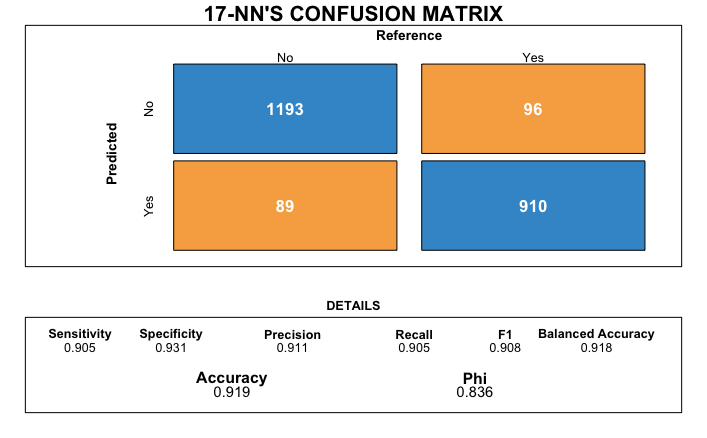 17-NN'S CONFUSION MATRIX
Reference
No Yes
Predicted
No 1193 96
Yes 89 910
DETAILS
Sensitivity Specificity Precision Recall F1 Balanced Accuracy
0.905 0.931 0.911 0.905 0.908 0.918
Accuracy Phi
0.919 0.836